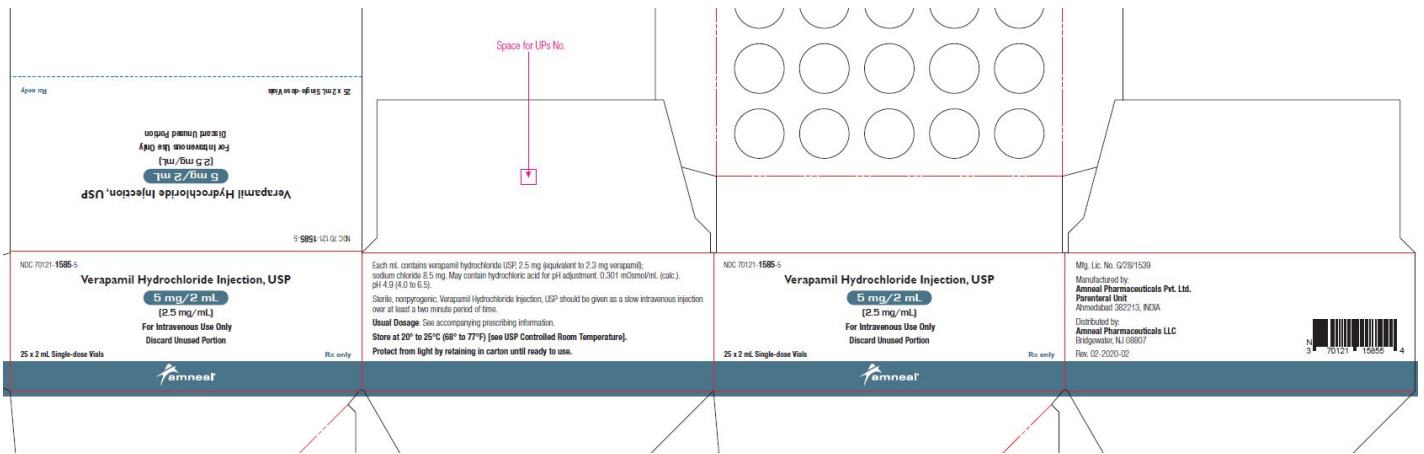 Space for UPs No.
Rx only
25 x 2 mL Single-dose Vials
Discard Unused Portion
For Intravenous Use Only
(2.5 mg/mL)
5 mg/2 mL
Verapamil Hydrochloride Injection, USP
NDC 70121-1585-5
NDC 70121-1585-5
Verapamil Hydrochloride Injection, USP
5 mg/2 mL
(2.5 mg/mL)
For Intravenous Use Only
Discard Unused Portion
25 x 2 mL Single-dose Vials
Rx only
amneal
Each mL contains verapamil hydrochloride USP, 2.5 mg (equivalent to 2.3 mg verapamil);
sodium chloride 8.5 mg. May contain hydrochloric acid for pH adjustment. 0.301 mOsmol/mL (calc.).
pH 4.9 (4.0 to 6.5).
Sterile, nonpyrogenic. Verapamil Hydrochloride Injection, USP should be given as a slow intravenous injection
over at least a two minute period of time.
Usual Dosage: See accompanying prescribing information.
Store at 20° to 25°C (68° to 77°F) [see USP Controlled Room Temperature].
Protect from light by retaining in carton until ready to use.
NDC 70121-1585-5
Verapamil Hydrochloride Injection, USP
5 mg/2 mL
(2.5 mg/mL)
For Intravenous Use Only
Discard Unused Portion
25 x 2 mL Single-dose Vials
Rx only
amneal
Mfg. Lic. No. G/28/1539
Manufactured by:
Amneal Pharmaceuticals Pvt. Ltd.
Parenteral Unit
Ahmedabad 382213, INDIA
Distributed by:
Amneal Pharmaceuticals LLC
Bridgewater, NJ 08807
Rev. 02-2020-02
N
3 70121 15855 4